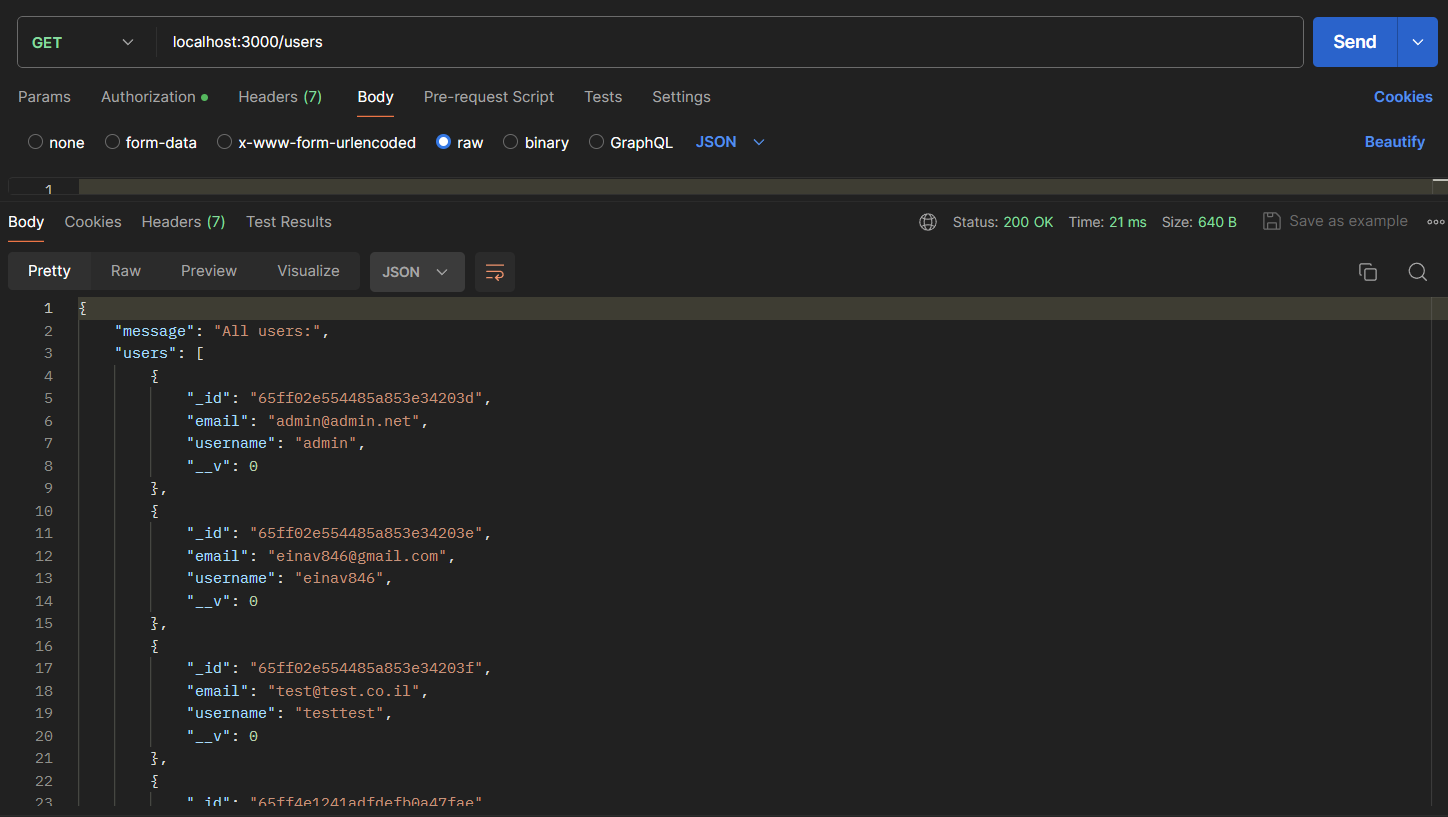 GET localhost:3000/users Send
Params Authorization Headers (7) Body Pre-request Script Tests Settings Cookies
none form-data x-www-form-urlencoded raw binary GraphQL JSON Beautify
1
Body Cookies Headers (7) Test Results Status: 200 OK Time: 21 ms Size: 640 B Save as example
Pretty Raw Preview Visualize JSON
1 {
2 "message": "All users:",
3 "users": [
4 {
5 "_id": "65ff02e554485a853e34203d",
6 "email": "admin@admin.net",
7 "username": "admin",
8 "__v": 0
9 },
10 {
11 "_id": "65ff02e554485a853e34203e",
12 "email": "einav846@gmail.com",
13 "username": "einav846",
14 "__v": 0
15 },
16 {
17 "_id": "65ff02e554485a853e34203f",
18 "email": "test@test.co.il",
19 "username": "testtest",
20 "__v": 0
21 },
22 {
23 "_id": "65ff4e1241adfdefb0a47fae"